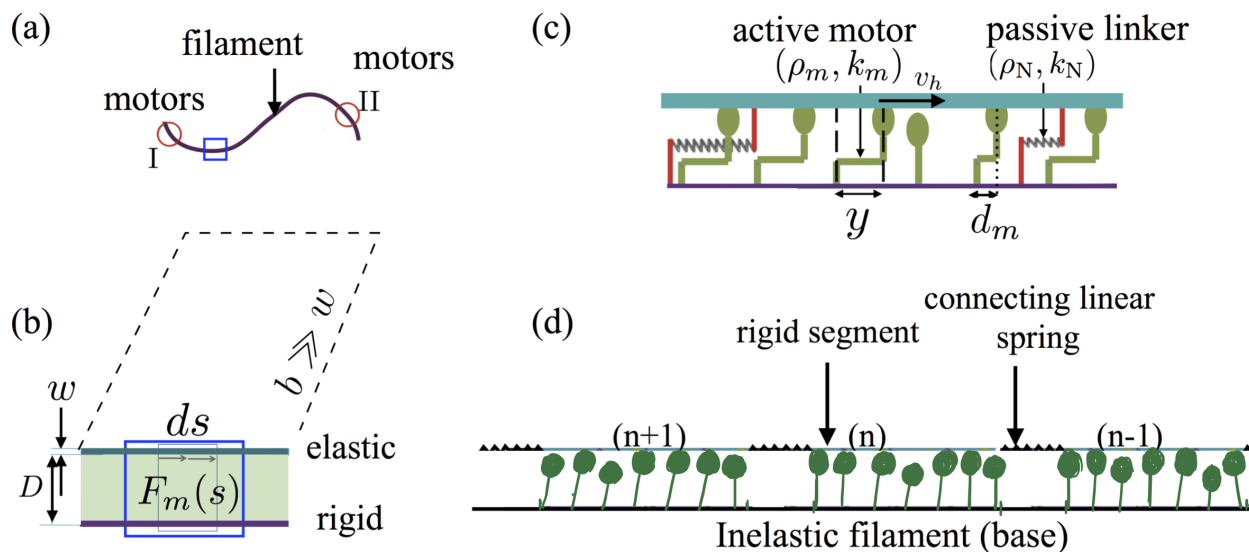 (a)
filament
motors
motors
I
II
(b)
b ≫ w
w
ds
elastic
D
F_m(s)
rigid
(c)
active motor
passive linker
(ρ_m, k_m)
(ρ_N, k_N)
v_h
y
d_m
(d)
connecting linear
spring
rigid segment
(n+1)
(n)
(n-1)
Inelastic filament (base)